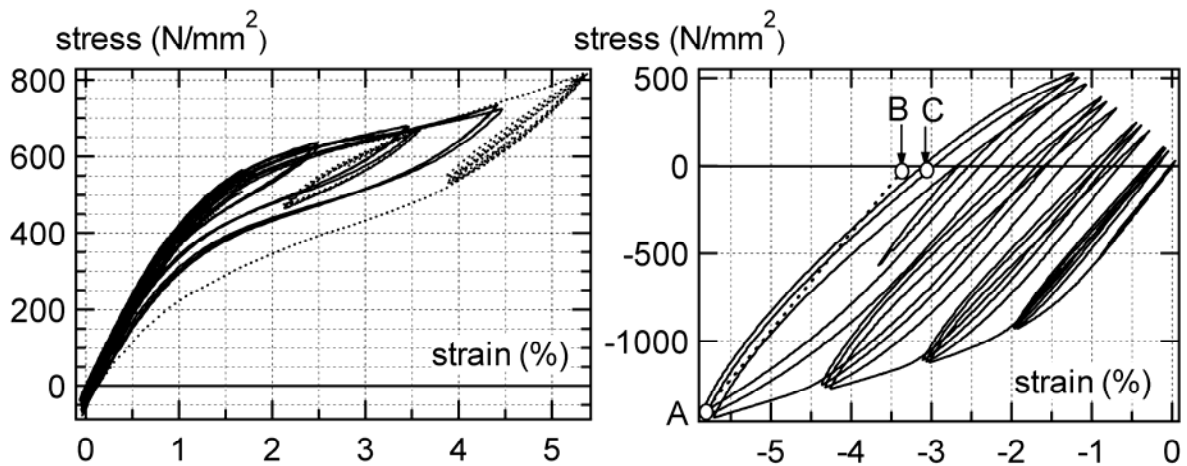 stress (N/mm²)
800
600
400
200
0
strain (%)
0 1 2 3 4 5
stress (N/mm²)
500
B C
0
-500
-1000
A
strain (%)
-5 -4 -3 -2 -1 0